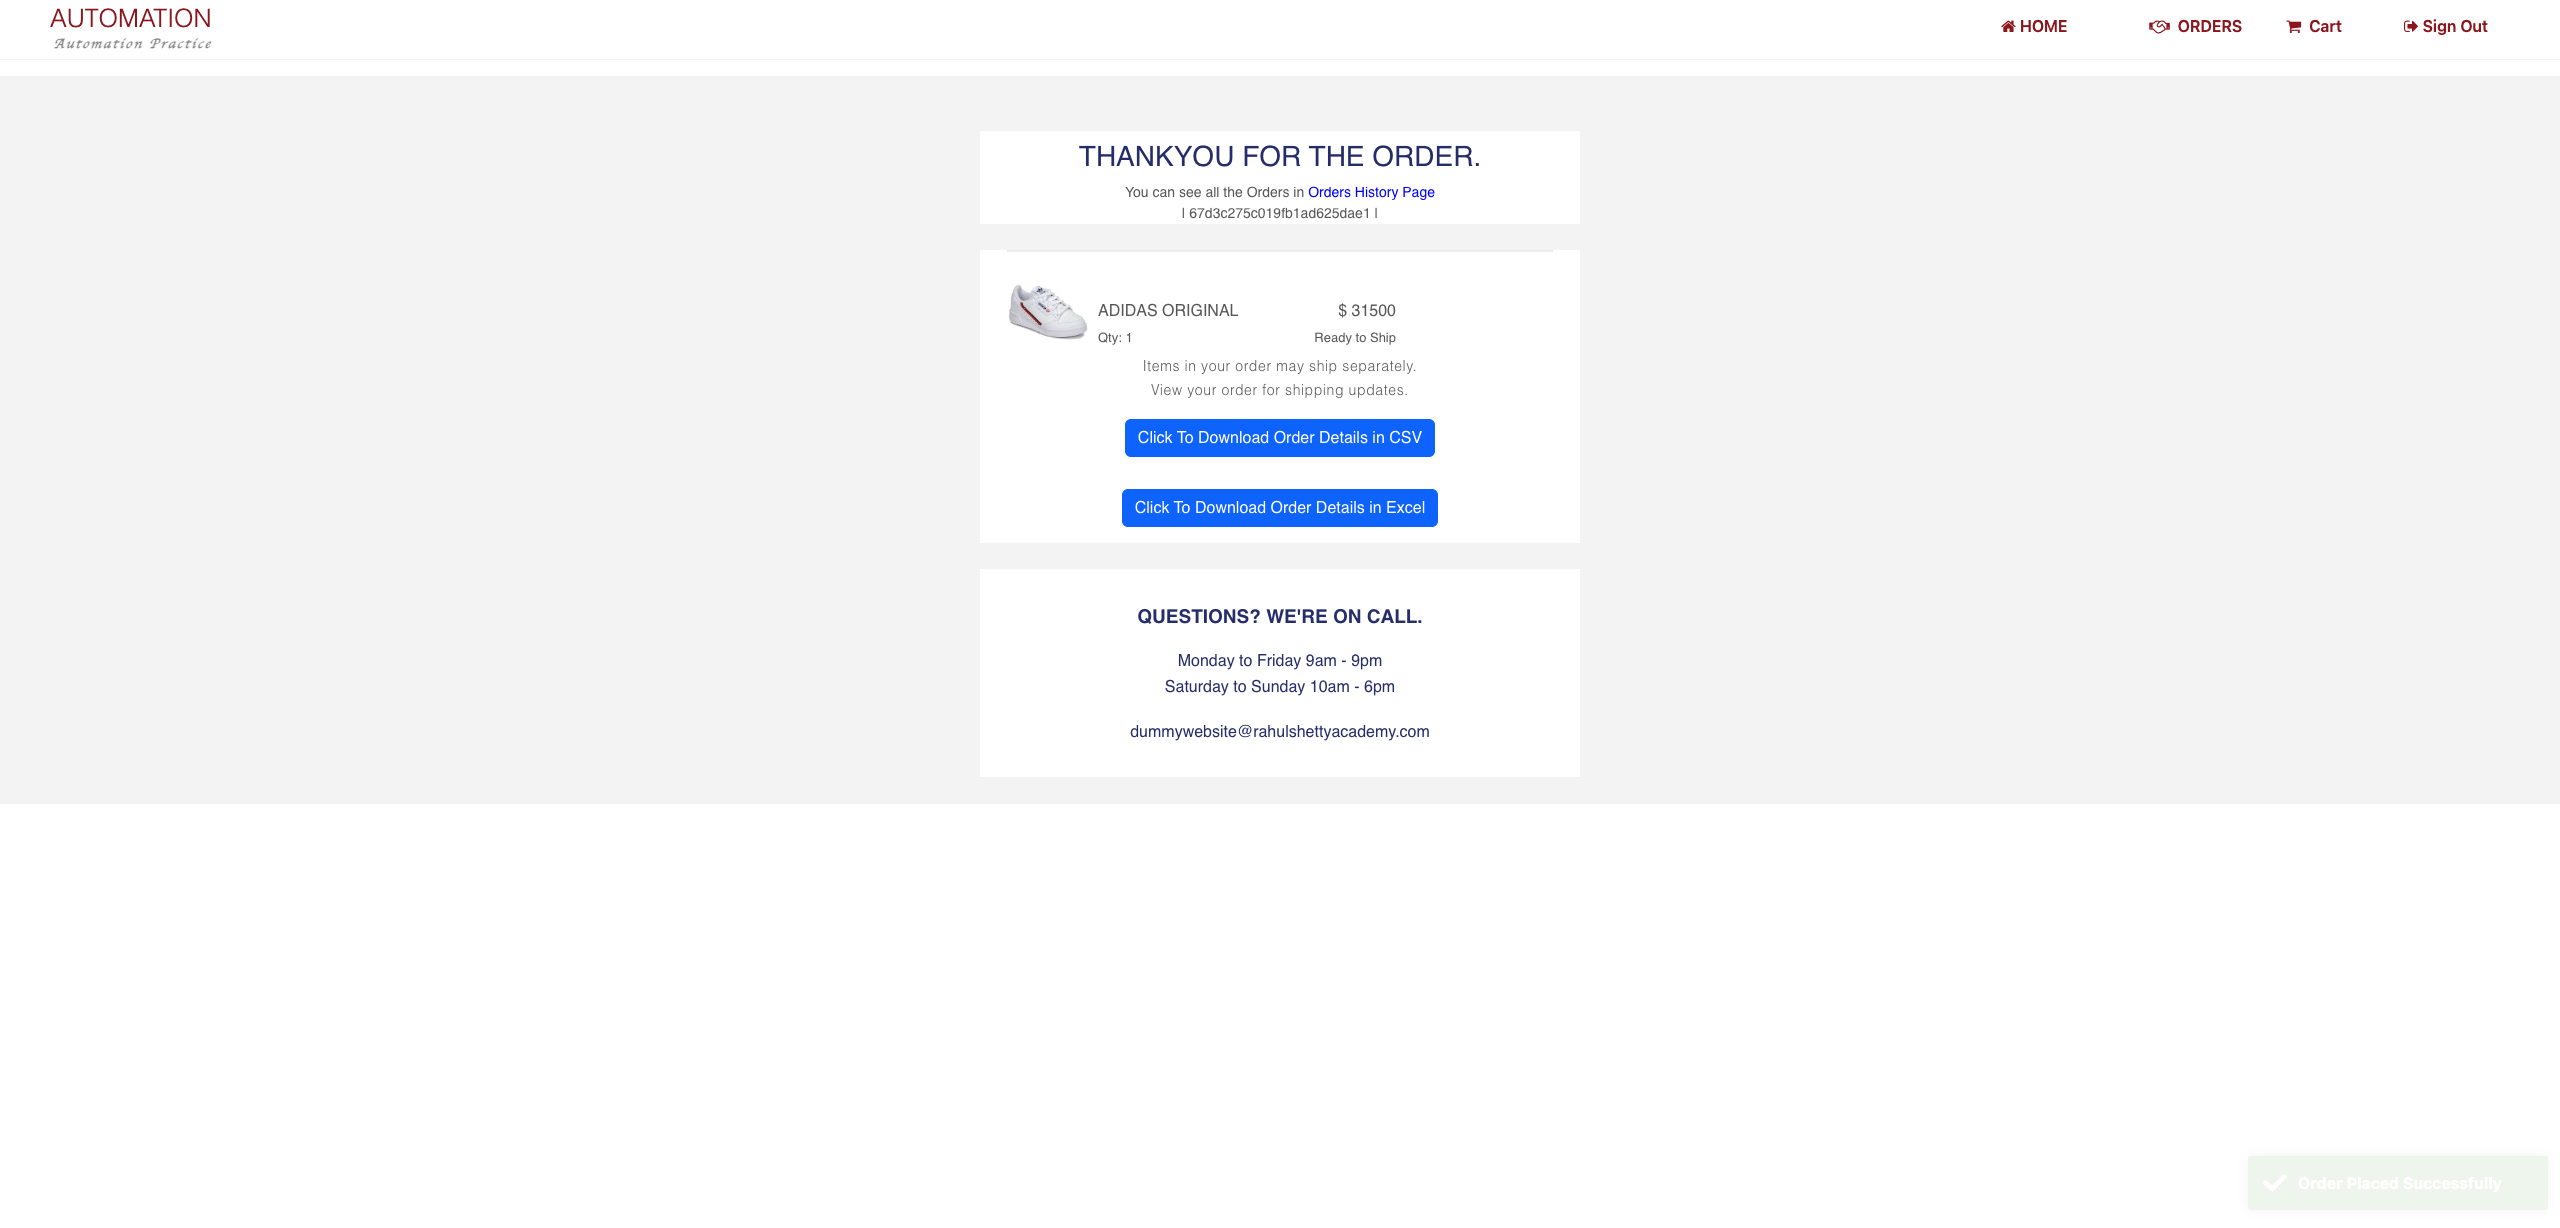 AUTOMATION
Automation Practice
HOME
ORDERS
Cart
Sign Out
THANKYOU FOR THE ORDER.
You can see all the Orders in Orders History Page
| 67d3c275c019fb1ad625dae1 |
ADIDAS ORIGINAL
$ 31500
Qty: 1
Ready to Ship
Items in your order may ship separately.
View your order for shipping updates.
Click To Download Order Details in CSV
Click To Download Order Details in Excel
QUESTIONS? WE'RE ON CALL.
Monday to Friday 9am - 9pm
Saturday to Sunday 10am - 6pm
dummywebsite@rahulshettyacademy.com
Order Placed Successfully